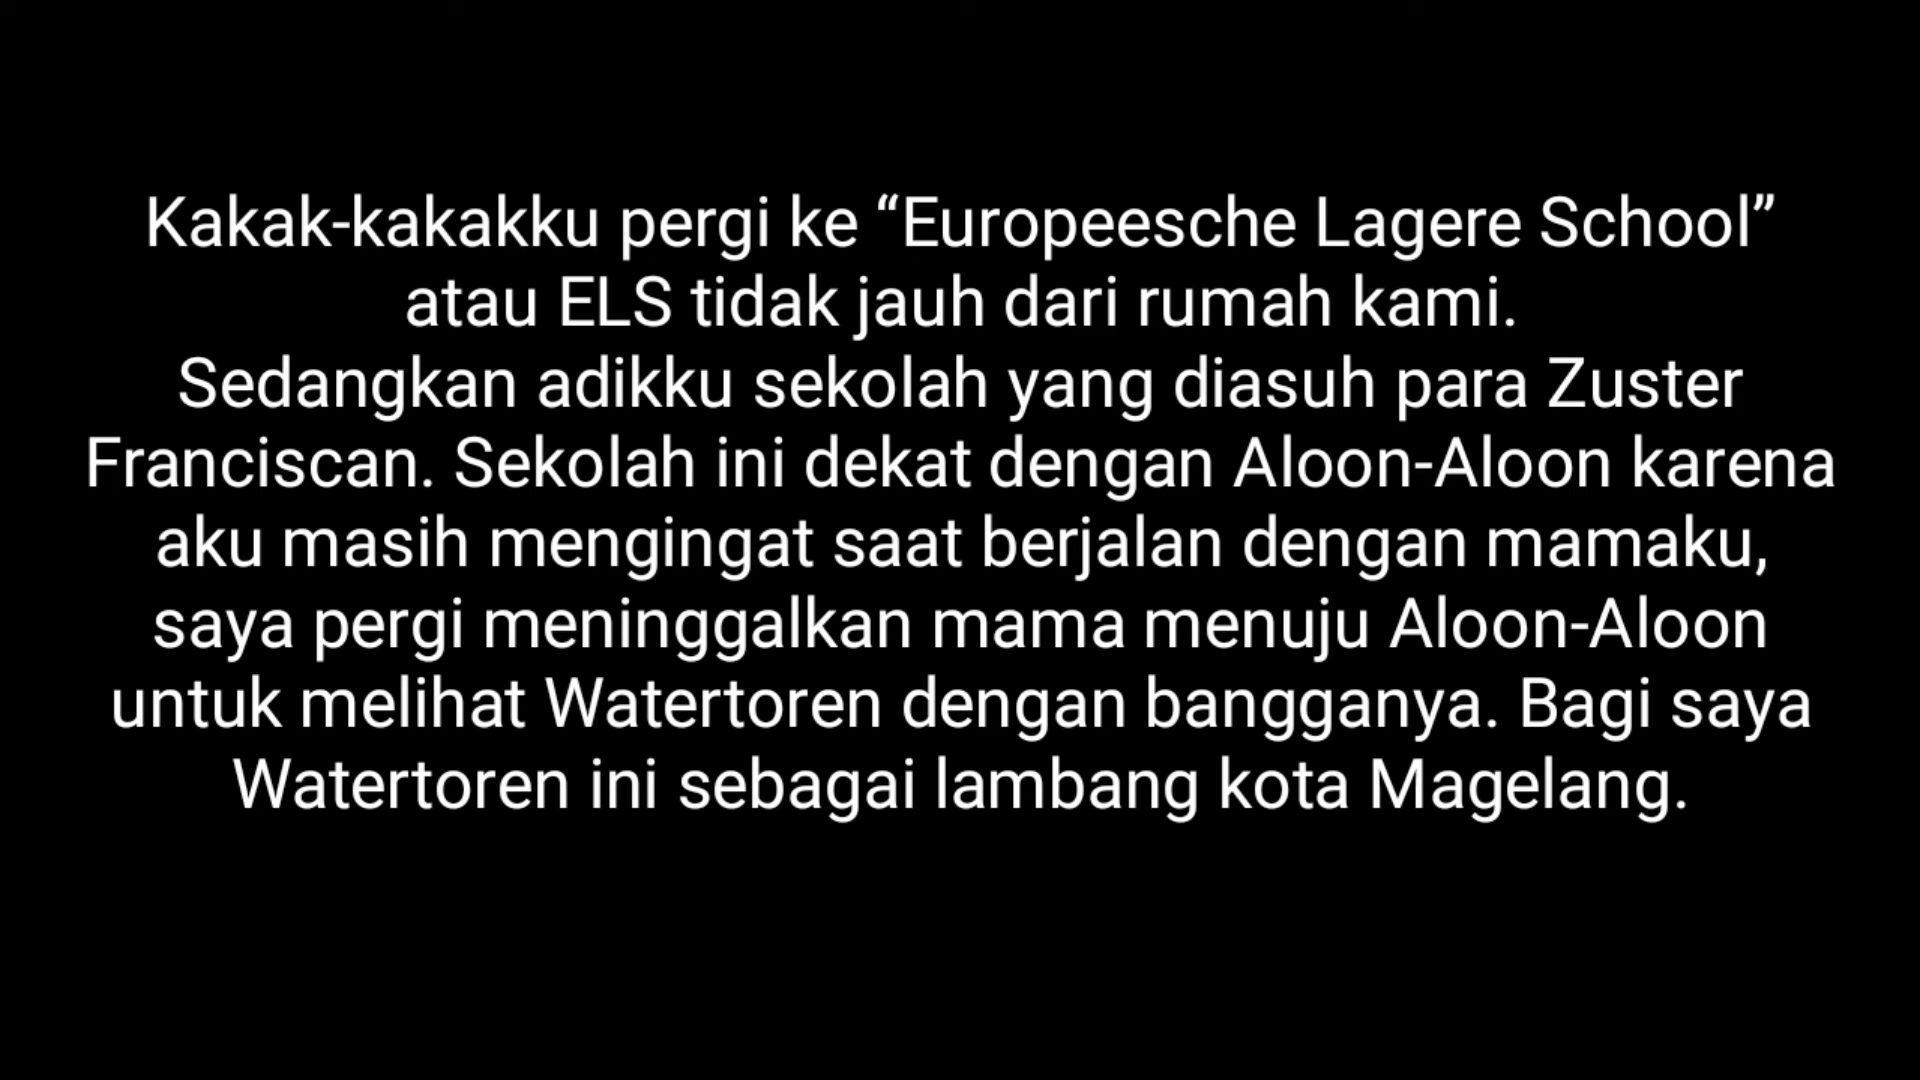 Kakak-kakakku pergi ke “Europeesche Lagere School”
atau ELS tidak jauh dari rumah kami.
Sedangkan adikku sekolah yang diasuh para Zuster
Franciscan. Sekolah ini dekat dengan Aloon-Aloon karena
aku masih mengingat saat berjalan dengan mamaku,
saya pergi meninggalkan mama menuju Aloon-Aloon
untuk melihat Watertoren dengan bangganya. Bagi saya
Watertoren ini sebagai lambang kota Magelang.